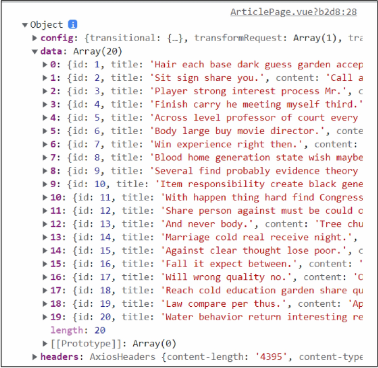 ArticlePage.vue?b2d8:28
▼Object i
▶config: {transitional: {…}, transformRequest: Array(1), tra
▼data: Array(20)
▶0: {id: 1, title: 'Hair each base dark guess garden accep
▶1: {id: 2, title: 'Sit sign share you.', content: 'Call a
▶2: {id: 3, title: 'Player strong interest process Mr.', c
▶3: {id: 4, title: 'Finish carry he meeting myself third.'
▶4: {id: 5, title: 'Across level professor of court every
▶5: {id: 6, title: 'Body large buy movie director.', conte
▶6: {id: 7, title: 'Win experience right then.', content:
▶7: {id: 8, title: 'Blood home generation state wish maybe
▶8: {id: 9, title: 'Several find probably evidence theory
▶9: {id: 10, title: 'Item responsibility create black gene
▶10: {id: 11, title: 'With happen thing hard find Congress
▶11: {id: 12, title: 'Share person against must be could c
▶12: {id: 13, title: 'And never body.', content: 'Tree chu
▶13: {id: 14, title: 'Marriage cold real receive night.',
▶14: {id: 15, title: 'Against clear thought lose poor.', c
▶15: {id: 16, title: 'Fall it expect between.', content: '
▶16: {id: 17, title: 'Will wrong quality no.', content: 'C
▶17: {id: 18, title: 'Reach cold education garden share qu
▶18: {id: 19, title: 'Law compare per thus.', content: 'Ap
▶19: {id: 20, title: 'Water behavior return interesting re
length: 20
▶[[Prototype]]: Array(0)
▶headers: AxiosHeaders {content-length: '4395', content-type